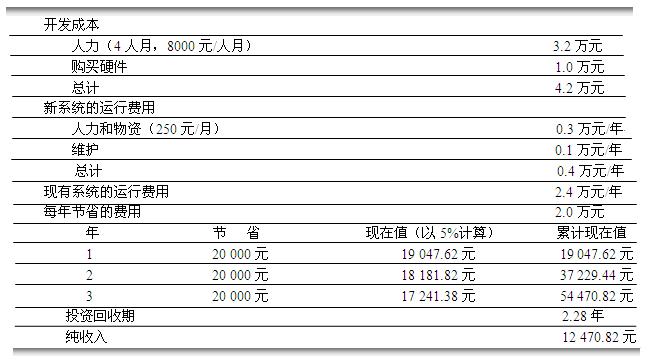 开发成本
人力（4 人月，8000 元/人月） 3.2 万元
购买硬件 1.0 万元
总计 4.2 万元
新系统的运行费用
人力和物资（250 元/月） 0.3 万元/年
维护 0.1 万元/年
总计 0.4 万元/年
现有系统的运行费用 2.4 万元/年
每年节省的费用 2.0 万元
年 节 省 现在值（以 5%计算） 累计现在值
1 20 000 元 19 047.62 元 19 047.62 元
2 20 000 元 18 181.82 元 37 229.44 元
3 20 000 元 17 241.38 元 54 470.82 元
投资回收期 2.28 年
纯收入 12 470.82 元